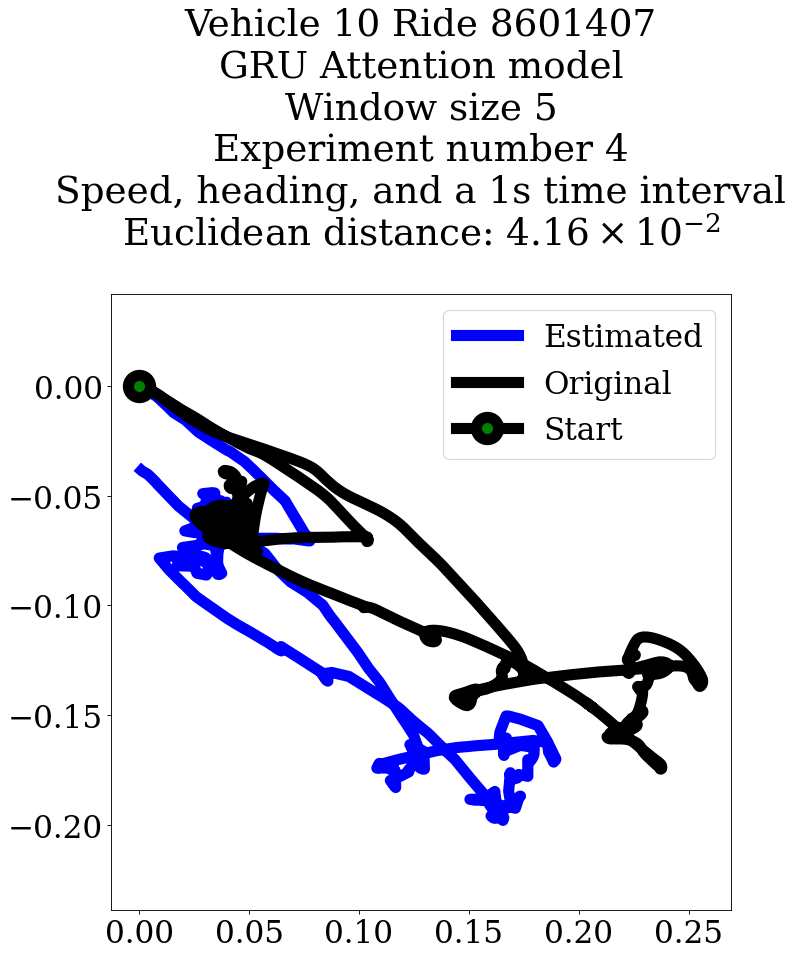 Vehicle 10 Ride 8601407
GRU Attention model
Window size 5
Experiment number 4
Speed, heading, and a 1s time interval
Euclidean distance: 4.16 × 10⁻²
Estimated
Original
Start
0.00
−0.05
−0.10
−0.15
−0.20
0.00 0.05 0.10 0.15 0.20 0.25